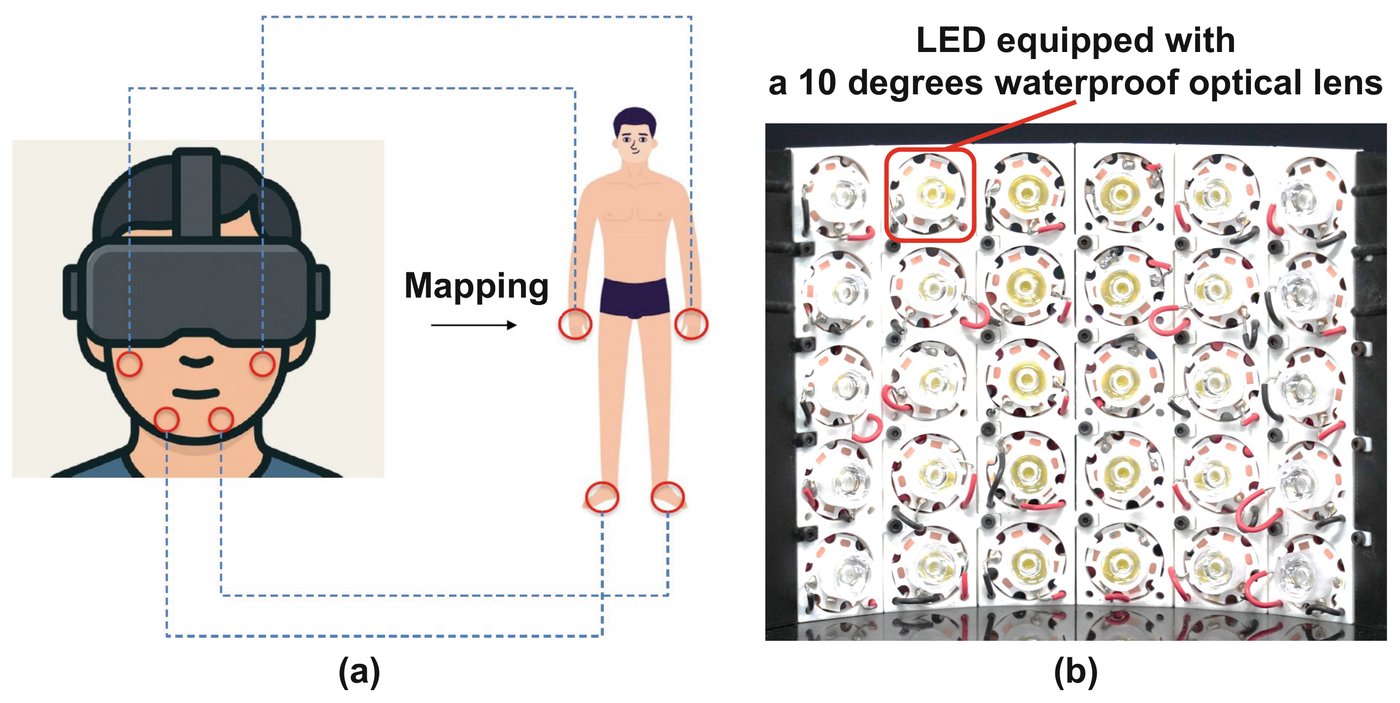 LED equipped with
a 10 degrees waterproof optical lens
Mapping
(a)
(b)